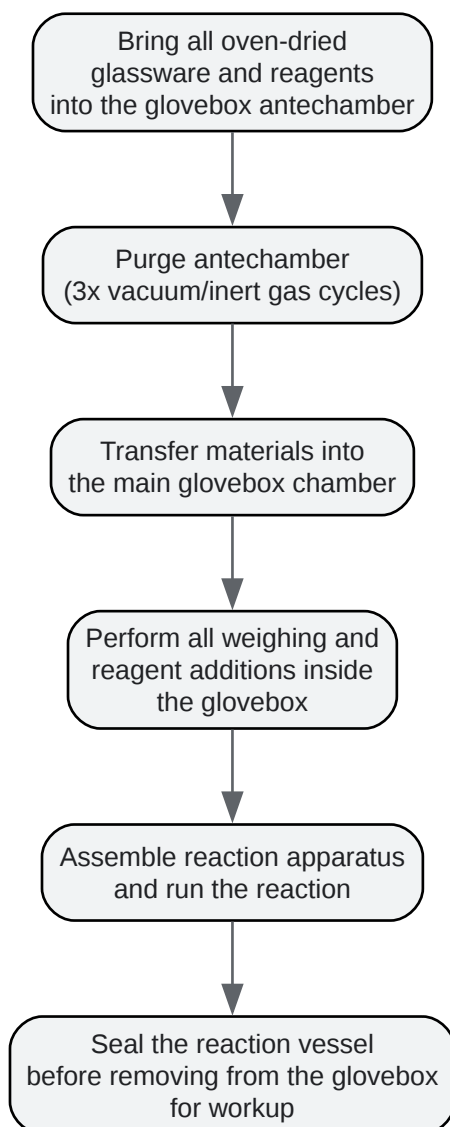 Bring all oven-dried
glassware and reagents
into the glovebox antechamber
Purge antechamber
(3x vacuum/inert gas cycles)
Transfer materials into
the main glovebox chamber
Perform all weighing and
reagent additions inside
the glovebox
Assemble reaction apparatus
and run the reaction
Seal the reaction vessel
before removing from the glovebox
for workup